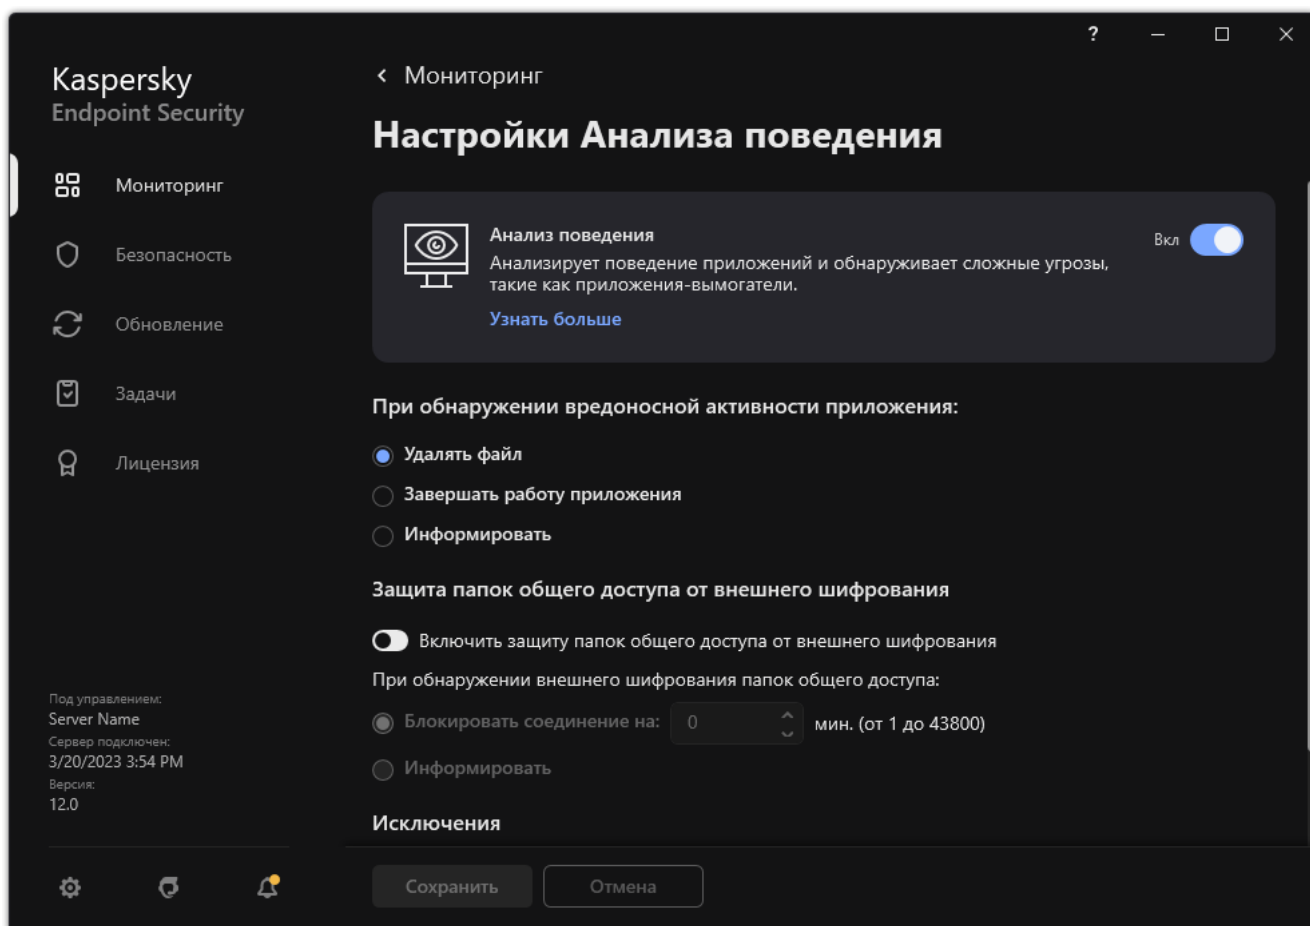 ?
Kaspersky
Endpoint Security
Мониторинг
Безопасность
Обновление
Задачи
Лицензия
Под управлением:
Server Name
Сервер подключен:
3/20/2023 3:54 PM
Версия:
12.0
Мониторинг
Настройки Анализа поведения
Анализ поведения
Вкл
Анализирует поведение приложений и обнаруживает сложные угрозы,
такие как приложения-вымогатели.
Узнать больше
При обнаружении вредоносной активности приложения:
Удалять файл
Завершать работу приложения
Информировать
Защита папок общего доступа от внешнего шифрования
Включить защиту папок общего доступа от внешнего шифрования
При обнаружении внешнего шифрования папок общего доступа:
Блокировать соединение на: 0 мин. (от 1 до 43800)
Информировать
Исключения
Сохранить Отмена